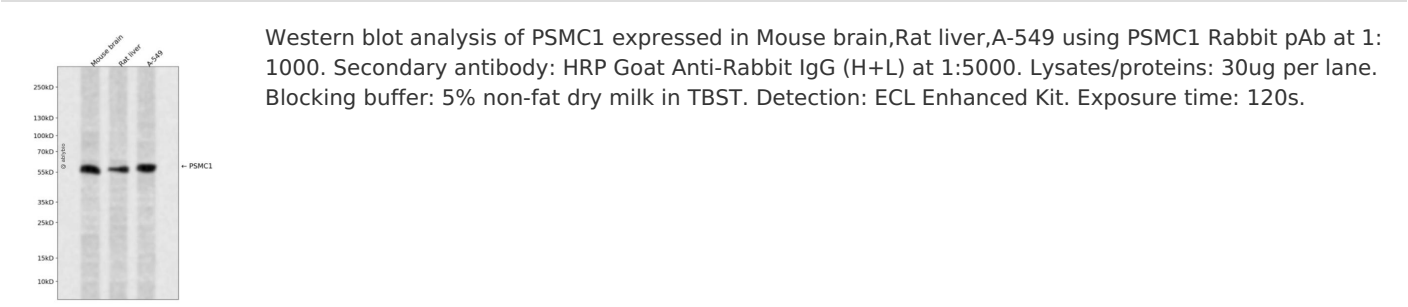 Mouse brain
Rat liver
A-549
250kD
130kD
100kD
70kD
55kD
35kD
25kD
15kD
10kD
← PSMC1
Western blot analysis of PSMC1 expressed in Mouse brain,Rat liver,A-549 using PSMC1 Rabbit pAb at 1:
1000. Secondary antibody: HRP Goat Anti-Rabbit IgG (H+L) at 1:5000. Lysates/proteins: 30ug per lane.
Blocking buffer: 5% non-fat dry milk in TBST. Detection: ECL Enhanced Kit. Exposure time: 120s.